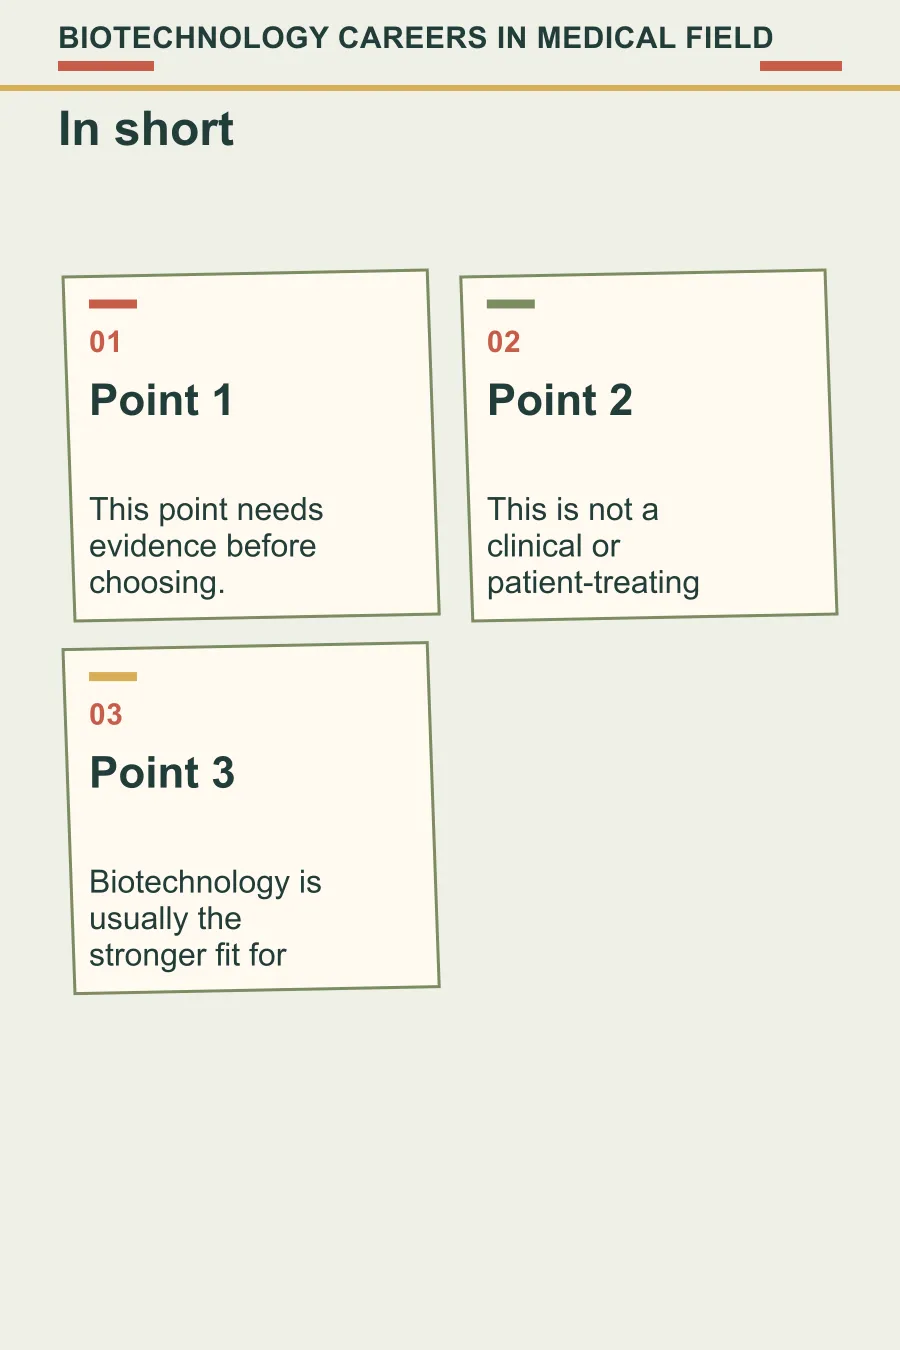 BIOTECHNOLOGY CAREERS IN MEDICAL FIELD
In short
01
Point 1
This point needs
evidence before
choosing.
02
Point 2
This is not a
clinical or
patient-treating
03
Point 3
Biotechnology is
usually the
stronger fit for